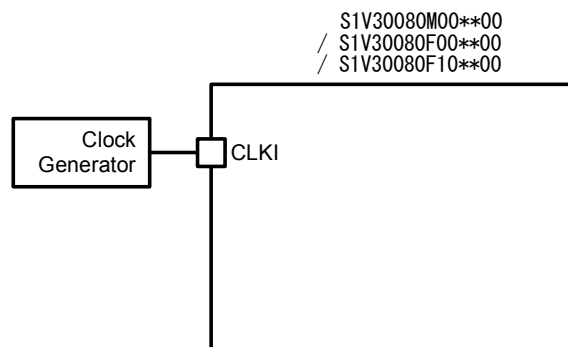 S1V30080M00**00
/ S1V30080F00**00
/ S1V30080F10**00
Clock
Generator
CLKI